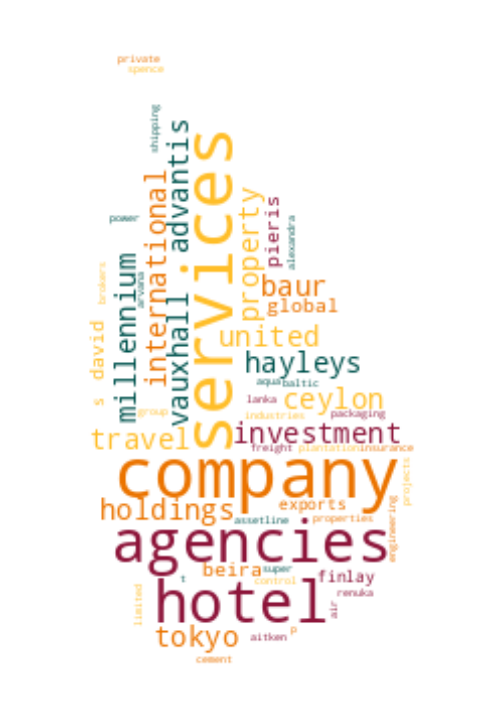 private
spence
shipping
services
advantis
international
property
pieris
alexandra
power
baur
global
millennium
arvana
brokers
vauxhall
united
david
s
hayleys
aqua
baltic
lanka
ceylon
group
industries
packaging
travel
investment
freight
plantation
insurance
company
projects
holdings
exports
assetline
properties
engineering
agencies
beira
super
t
control
finlay
hotel
renuka
limited
air
tokyo
aitken
p
cement